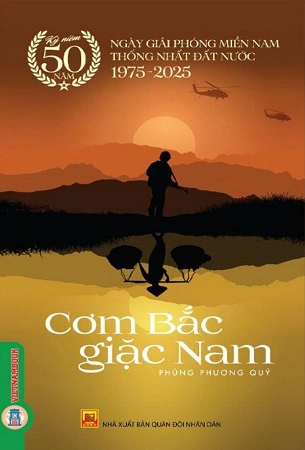 Kỷ niệm
50
NĂM
NGÀY GIẢI PHÓNG MIỀN NAM
THỐNG NHẤT ĐẤT NƯỚC
1975-2025
Cơm Bắc
giặc Nam
PHÙNG PHƯƠNG QUÝ
VIETNAMBOOK
NHÀ XUẤT BẢN QUÂN ĐỘI NHÂN DÂN